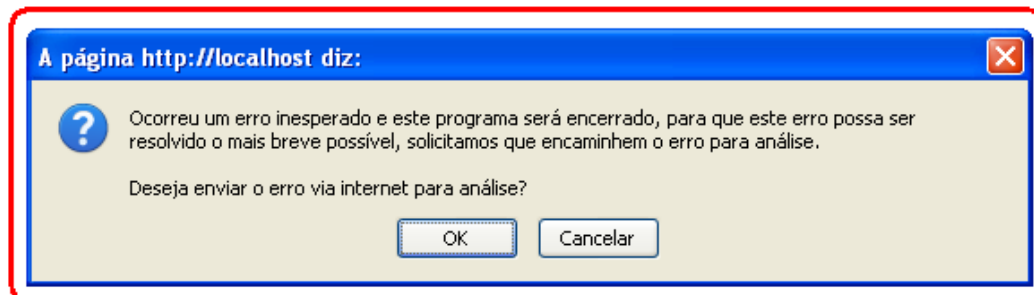 A página http://localhost diz:
Ocorreu um erro inesperado e este programa será encerrado, para que este erro possa ser
resolvido o mais breve possível, solicitamos que encaminhem o erro para análise.
Deseja enviar o erro via internet para análise?
OK
Cancelar